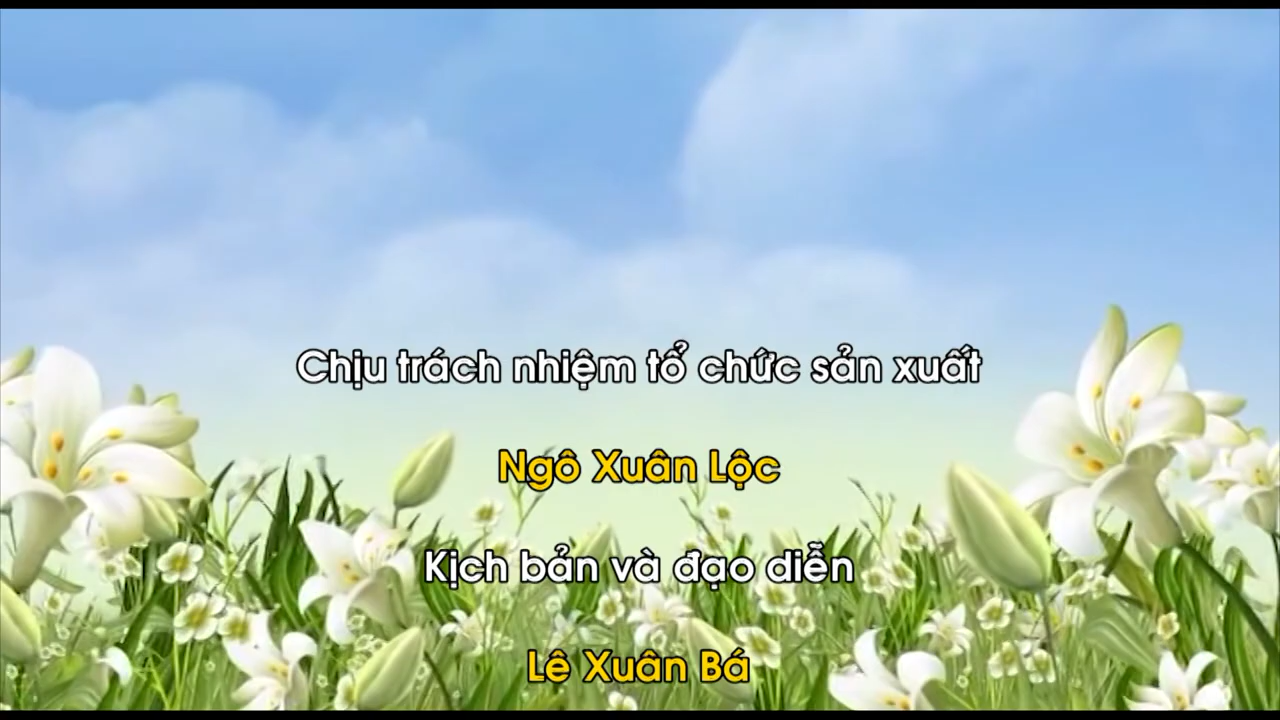 Chịu trách nhiệm tổ chức sản xuất
Ngô Xuân Lộc
Kịch bản và đạo diễn
Lê Xuân Bá